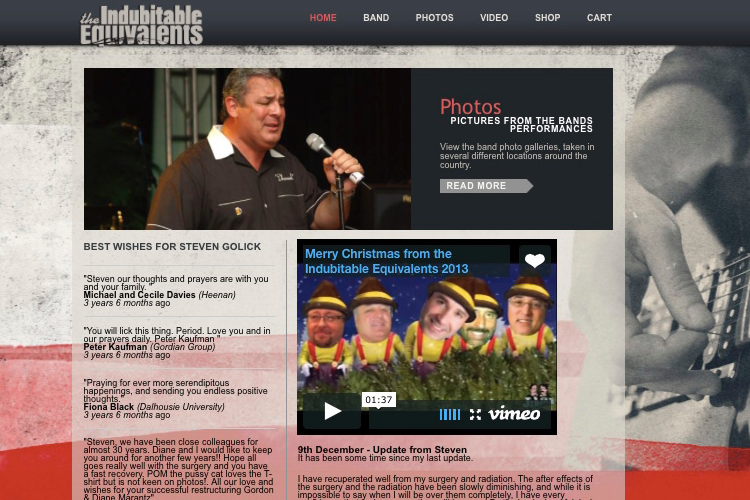 the Indubitable
Equivalents
HOME BAND PHOTOS VIDEO SHOP CART
Photos
PICTURES FROM THE BANDS
PERFORMANCES
View the band photo galleries, taken in
several different locations around the
country.
READ MORE
BEST WISHES FOR STEVEN GOLICK
"Steven our thoughts and prayers are with you
and your family. "
Michael and Cecile Davies (Heenan)
3 years 6 months ago
"You will lick this thing. Period. Love you and in
our prayers daily. Peter Kaufman "
Peter Kaufman (Gordian Group)
3 years 6 months ago
"Praying for ever more serendipitous
happenings, and sending you endless positive
thoughts."
Fiona Black (Dalhousie University)
3 years 6 months ago
"Steven, we have been close colleagues for
almost 30 years. Diane and I would like to keep
you around for another few years!! Hope all
goes really well with the surgery and you have
a fast recovery. POM the pussy cat loves the T-
shirt but is not keen on posing!. All our love and
wishes for your successful restructuring Gordon
& Diane Marantz"
Merry Christmas from the
Indubitable Equivalents 2013
01:37
vimeo
9th December - Update from Steven
It has been some time since my last update.
I have recuperated well from my surgery and radiation. The after effects of
the surgery and the radiation have been slowly diminishing, and while it is
impossible to say when I will be over them completely. I have every